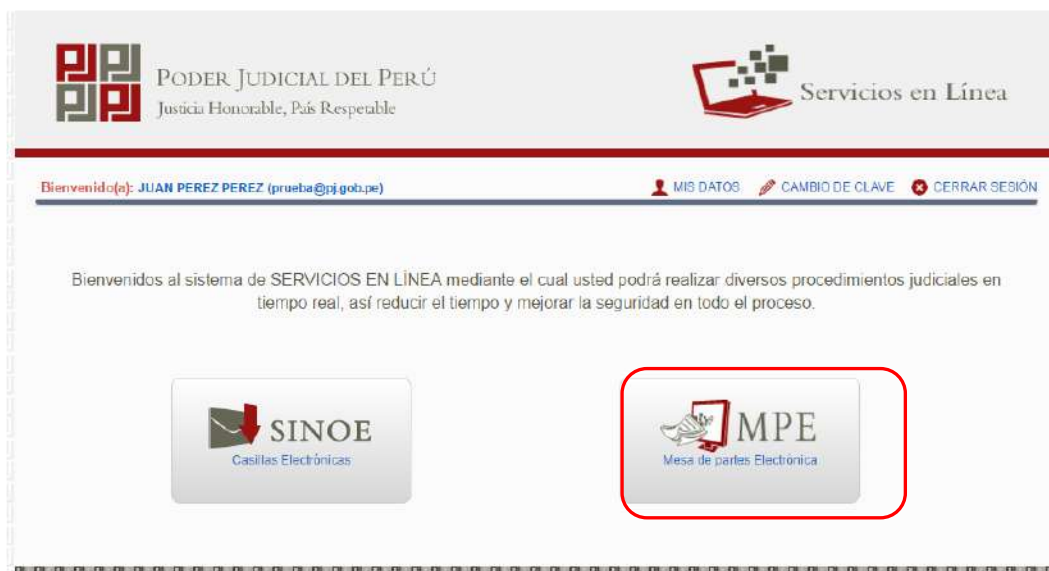 PODER JUDICIAL DEL PERÚ
Justicia Honorable, País Respetable
Servicios en Línea
Bienvenido(a): JUAN PEREZ PEREZ (prueba@pj.gob.pe)
MIS DATOS CAMBIO DE CLAVE CERRAR SESIÓN
Bienvenidos al sistema de SERVICIOS EN LÍNEA mediante el cual usted podrá realizar diversos procedimientos judiciales en
tiempo real, así reducir el tiempo y mejorar la seguridad en todo el proceso.
SINOE
Casillas Electrónicas
MPE
Mesa de partes Electrónica